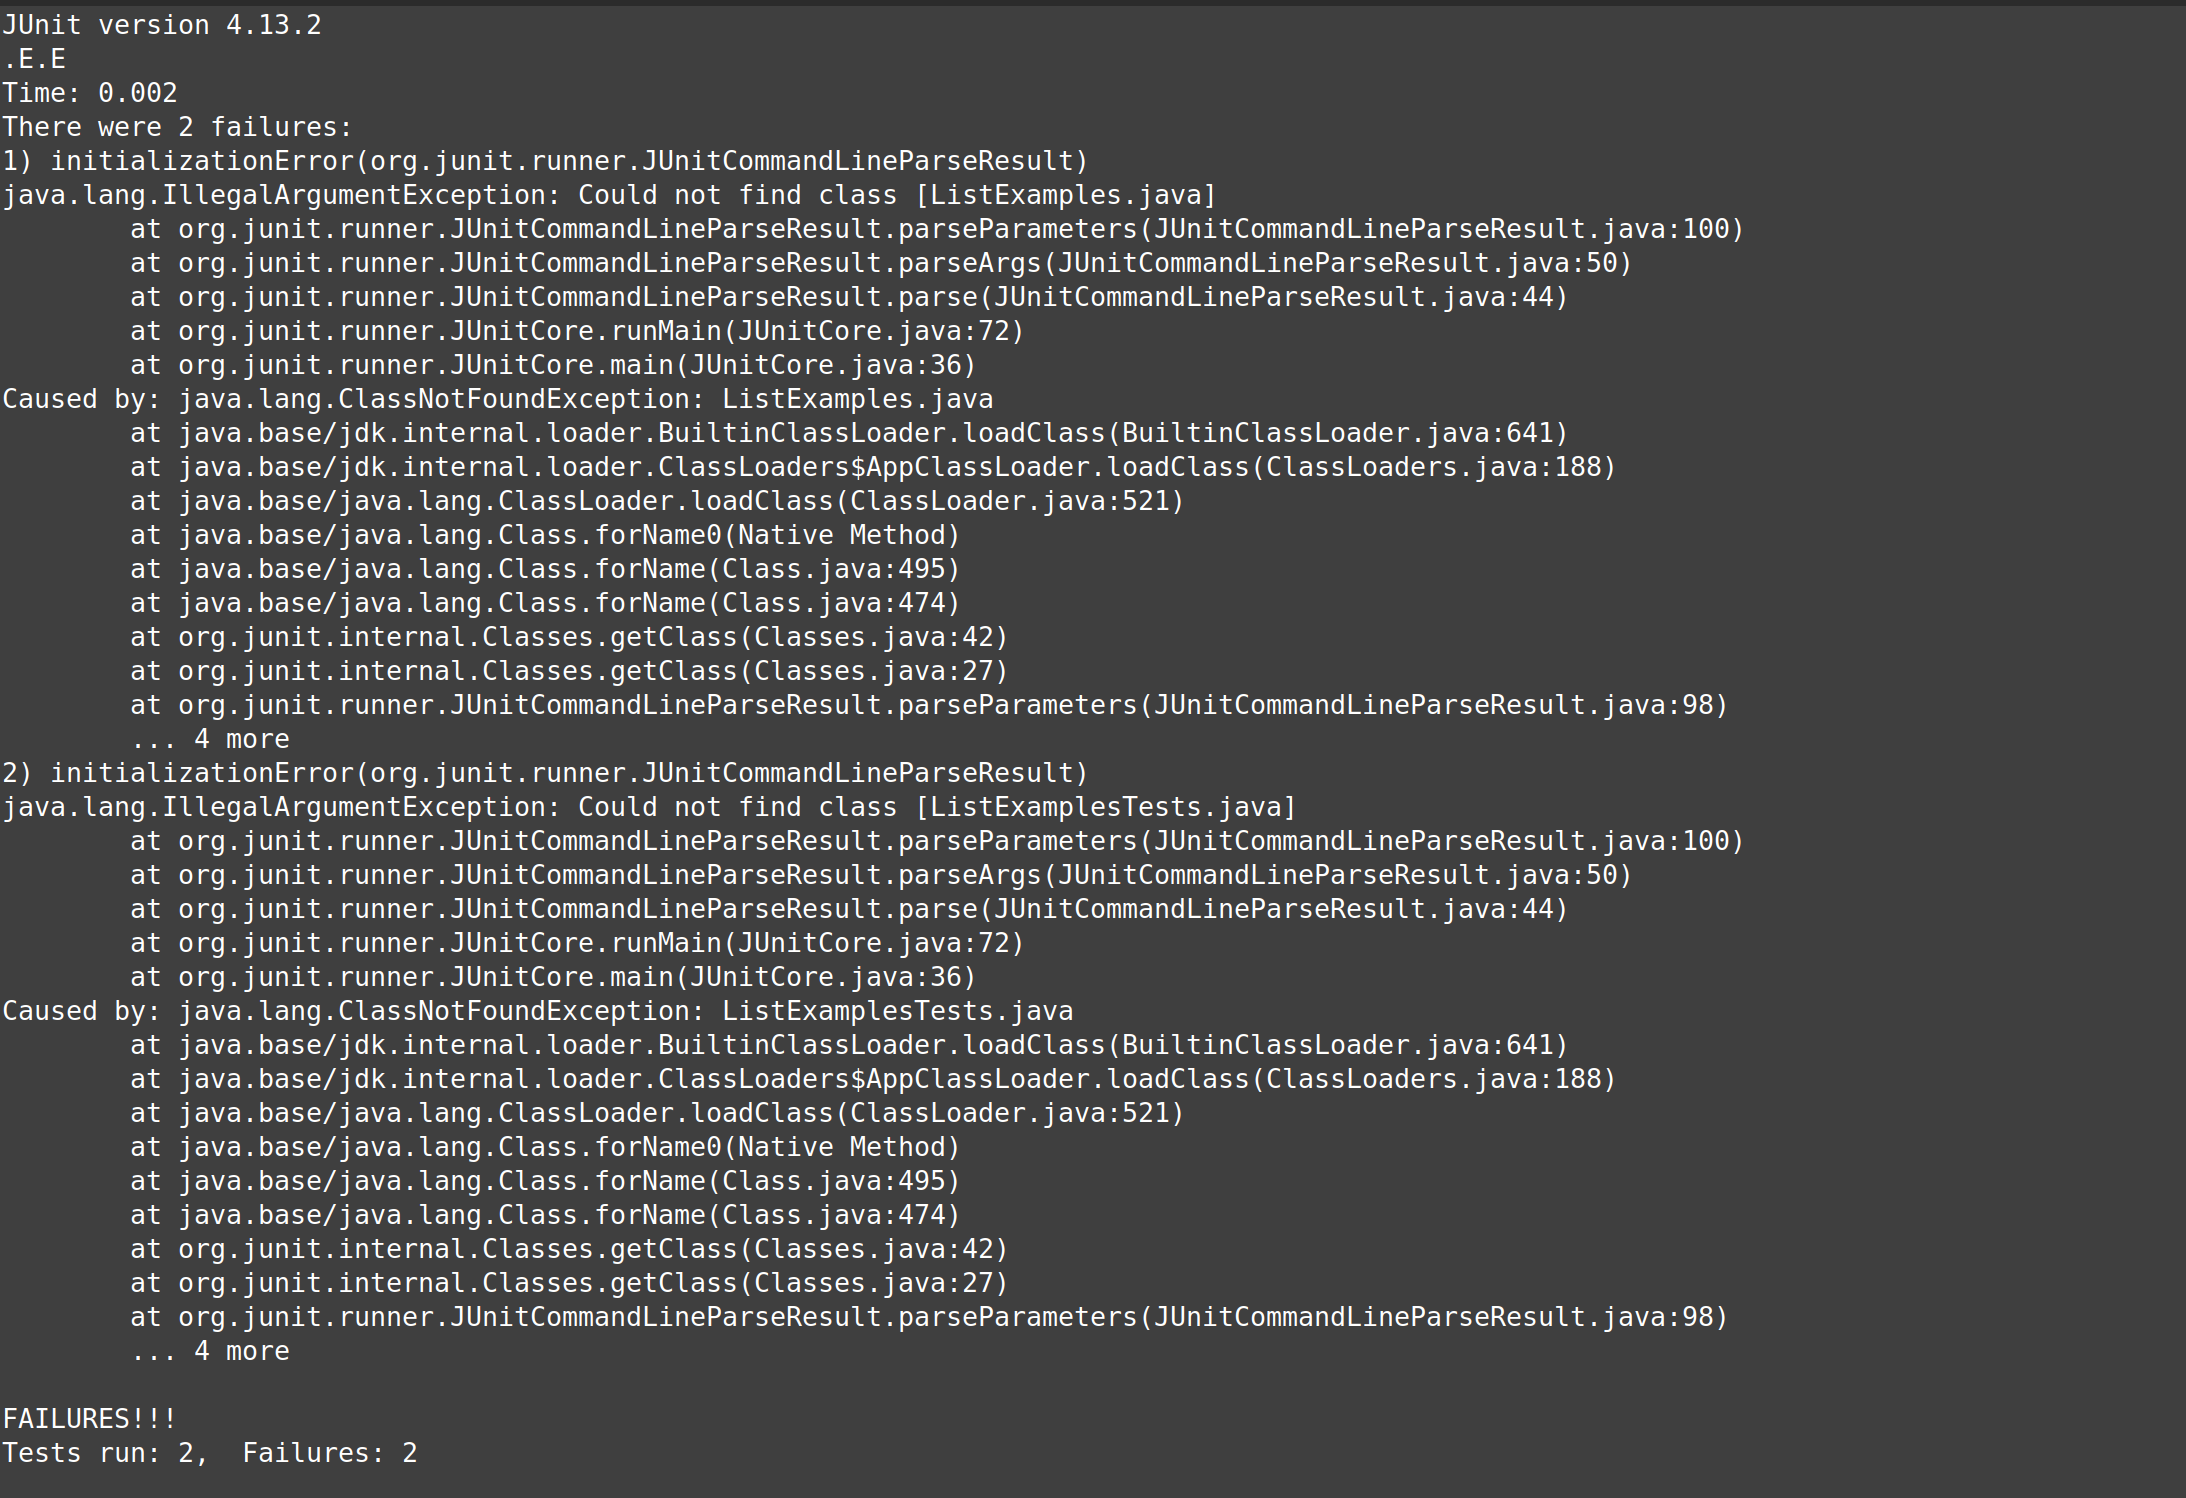 JUnit version 4.13.2
.E.E
Time: 0.002
There were 2 failures:
1) initializationError(org.junit.runner.JUnitCommandLineParseResult)
java.lang.IllegalArgumentException: Could not find class [ListExamples.java]
        at org.junit.runner.JUnitCommandLineParseResult.parseParameters(JUnitCommandLineParseResult.java:100)
        at org.junit.runner.JUnitCommandLineParseResult.parseArgs(JUnitCommandLineParseResult.java:50)
        at org.junit.runner.JUnitCommandLineParseResult.parse(JUnitCommandLineParseResult.java:44)
        at org.junit.runner.JUnitCore.runMain(JUnitCore.java:72)
        at org.junit.runner.JUnitCore.main(JUnitCore.java:36)
Caused by: java.lang.ClassNotFoundException: ListExamples.java
        at java.base/jdk.internal.loader.BuiltinClassLoader.loadClass(BuiltinClassLoader.java:641)
        at java.base/jdk.internal.loader.ClassLoaders$AppClassLoader.loadClass(ClassLoaders.java:188)
        at java.base/java.lang.ClassLoader.loadClass(ClassLoader.java:521)
        at java.base/java.lang.Class.forName0(Native Method)
        at java.base/java.lang.Class.forName(Class.java:495)
        at java.base/java.lang.Class.forName(Class.java:474)
        at org.junit.internal.Classes.getClass(Classes.java:42)
        at org.junit.internal.Classes.getClass(Classes.java:27)
        at org.junit.runner.JUnitCommandLineParseResult.parseParameters(JUnitCommandLineParseResult.java:98)
        ... 4 more
2) initializationError(org.junit.runner.JUnitCommandLineParseResult)
java.lang.IllegalArgumentException: Could not find class [ListExamplesTests.java]
        at org.junit.runner.JUnitCommandLineParseResult.parseParameters(JUnitCommandLineParseResult.java:100)
        at org.junit.runner.JUnitCommandLineParseResult.parseArgs(JUnitCommandLineParseResult.java:50)
        at org.junit.runner.JUnitCommandLineParseResult.parse(JUnitCommandLineParseResult.java:44)
        at org.junit.runner.JUnitCore.runMain(JUnitCore.java:72)
        at org.junit.runner.JUnitCore.main(JUnitCore.java:36)
Caused by: java.lang.ClassNotFoundException: ListExamplesTests.java
        at java.base/jdk.internal.loader.BuiltinClassLoader.loadClass(BuiltinClassLoader.java:641)
        at java.base/jdk.internal.loader.ClassLoaders$AppClassLoader.loadClass(ClassLoaders.java:188)
        at java.base/java.lang.ClassLoader.loadClass(ClassLoader.java:521)
        at java.base/java.lang.Class.forName0(Native Method)
        at java.base/java.lang.Class.forName(Class.java:495)
        at java.base/java.lang.Class.forName(Class.java:474)
        at org.junit.internal.Classes.getClass(Classes.java:42)
        at org.junit.internal.Classes.getClass(Classes.java:27)
        at org.junit.runner.JUnitCommandLineParseResult.parseParameters(JUnitCommandLineParseResult.java:98)
        ... 4 more

FAILURES!!!
Tests run: 2,  Failures: 2